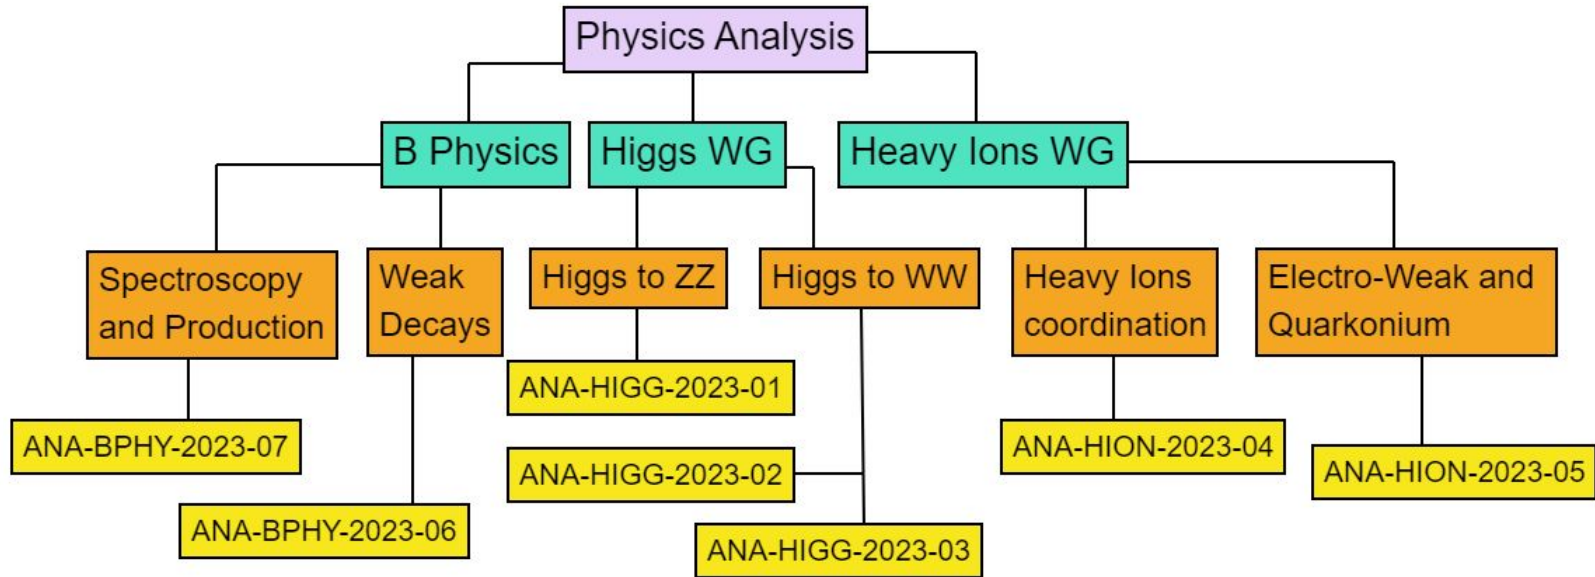 Physics Analysis
B Physics
Higgs WG
Heavy Ions WG
Spectroscopy
and Production
Weak
Decays
Higgs to ZZ
Higgs to WW
Heavy Ions
coordination
Electro-Weak and
Quarkonium
ANA-HIGG-2023-01
ANA-BPHY-2023-07
ANA-HIGG-2023-02
ANA-HION-2023-04
ANA-HION-2023-05
ANA-BPHY-2023-06
ANA-HIGG-2023-03